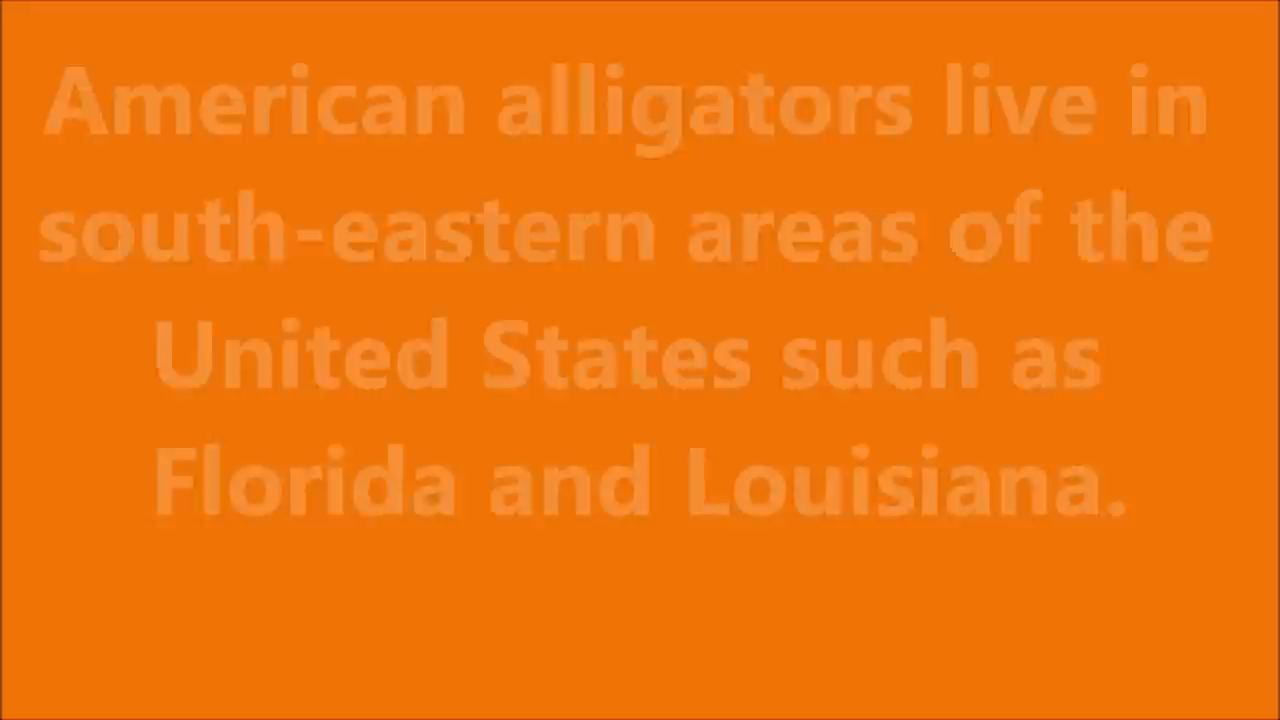 American alligators live in
south-eastern areas of the
United States such as
Florida and Louisiana.